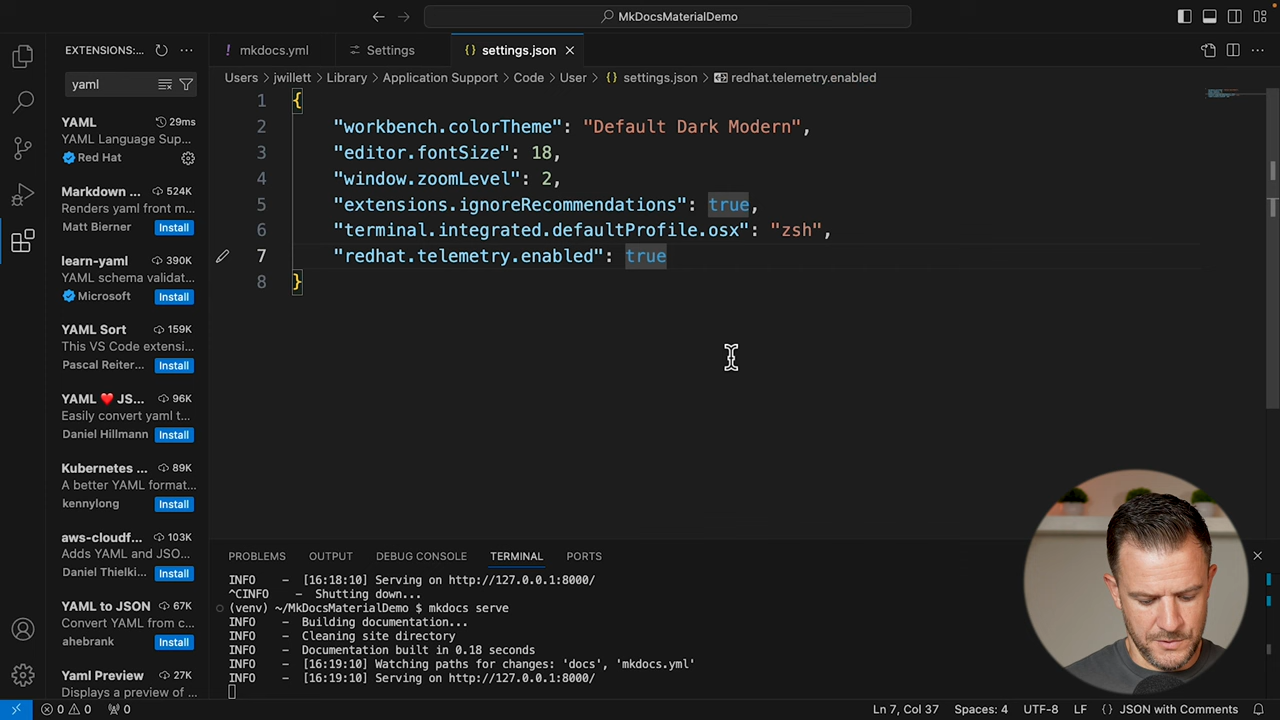 MkDocsMaterialDemo
EXTENSIONS:...
mkdocs.yml
Settings
{} settings.json
yaml
Users > jwillett > Library > Application Support > Code > User > {} settings.json > redhat.telemetry.enabled
YAML 29ms
YAML Language Sup...
Red Hat
Markdown ... 524K
Renders yaml front m...
Matt Bierner Install
learn-yaml 390K
YAML schema validat...
Microsoft Install
YAML Sort 159K
This VS Code extensi...
Pascal Reiter... Install
YAML ❤️ JS... 96K
Easily convert yaml t...
Daniel Hillmann Install
Kubernetes ... 89K
A better YAML format...
kennylong Install
aws-cloudf... 103K
Adds YAML and JSO...
Daniel Thielki... Install
YAML to JSON 67K
Convert YAML from c...
ahebrank Install
Yaml Preview 27K
Displays a preview of ...
1 {
2 "workbench.colorTheme": "Default Dark Modern",
3 "editor.fontSize": 18,
4 "window.zoomLevel": 2,
5 "extensions.ignoreRecommendations": true,
6 "terminal.integrated.defaultProfile.osx": "zsh",
7 "redhat.telemetry.enabled": true
8 }
PROBLEMS OUTPUT DEBUG CONSOLE TERMINAL PORTS
INFO - [16:18:10] Serving on http://127.0.0.1:8000/
^CINFO - Shutting down...
(venv) ~/MkDocsMaterialDemo $ mkdocs serve
INFO - Building documentation...
INFO - Cleaning site directory
INFO - Documentation built in 0.18 seconds
INFO - [16:19:10] Watching paths for changes: 'docs', 'mkdocs.yml'
INFO - [16:19:10] Serving on http://127.0.0.1:8000/
0 0 0 Ln 7, Col 37 Spaces: 4 UTF-8 LF {} JSON with Comments